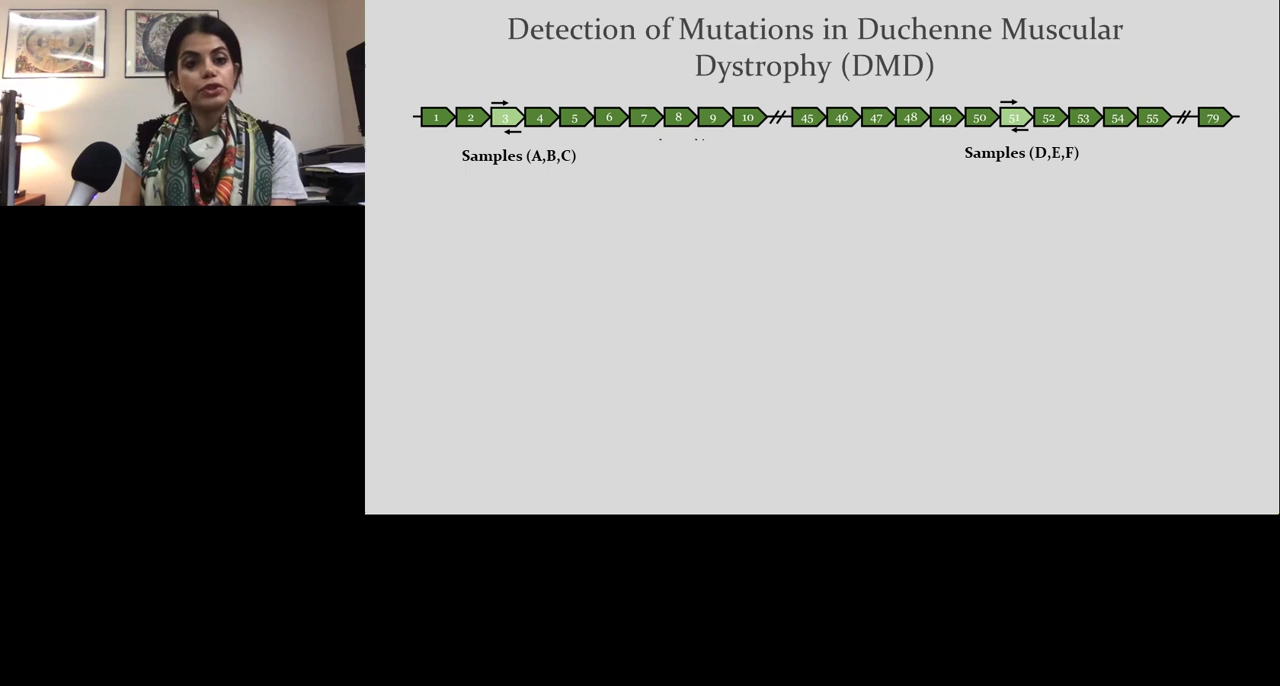 Detection of Mutations in Duchenne Muscular
Dystrophy (DMD)
1 2 3 4 5 6 7 8 9 10 45 46 47 48 49 50 51 52 53 54 55 79
Samples (A,B,C)
Samples (D,E,F)